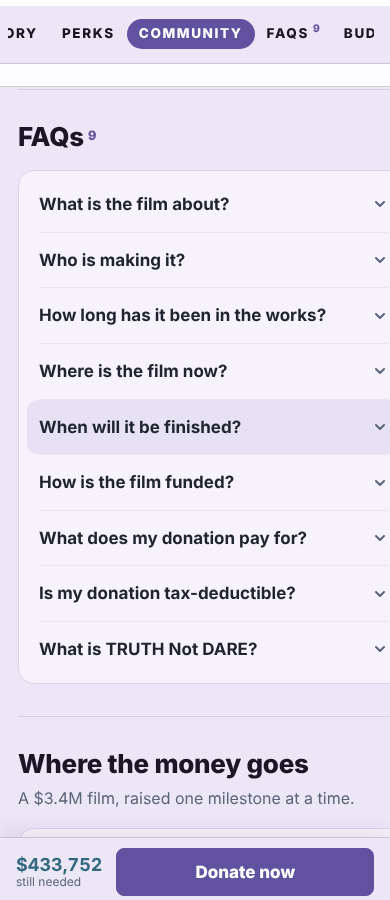 ORY PERKS COMMUNITY FAQS 9 BUD
FAQs 9
What is the film about?
Who is making it?
How long has it been in the works?
Where is the film now?
When will it be finished?
How is the film funded?
What does my donation pay for?
Is my donation tax-deductible?
What is TRUTH Not DARE?
Where the money goes
A $3.4M film, raised one milestone at a time.
$433,752
still needed
Donate now